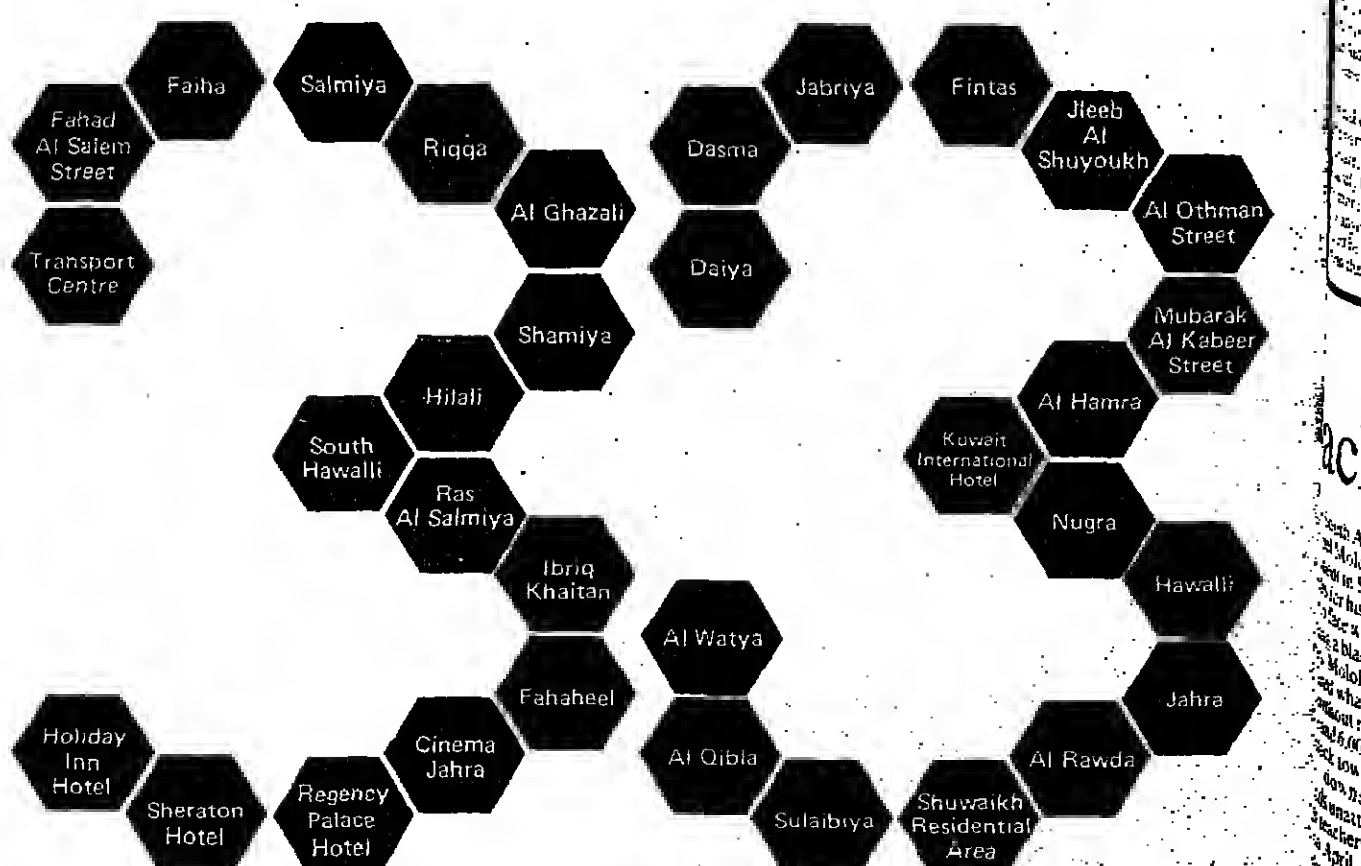 Faiha
Salmiya
Fahad
Al Salem
Street
Riqqa
Al Ghazali
Transport
Centre
Shamiya
Hilali
South
Hawalli
Ras
Al Salmiya
Ibriq
Khaitan
Fahaheel
Holiday
Inn
Hotel
Sheraton
Hotel
Regency
Palace
Hotel
Cinema
Jahra
Jabriya
Fintas
Dasma
Jleeb
Al
Shuyoukh
Daiya
Al Othman
Street
Mubarak
Al Kabeer
Street
Al Hamra
Kuwait
International
Hotel
Nugra
Hawalli
Al Watya
Jahra
Al Qibla
Al Rawda
Sulaibiya
Shuwaikh
Residential
Area